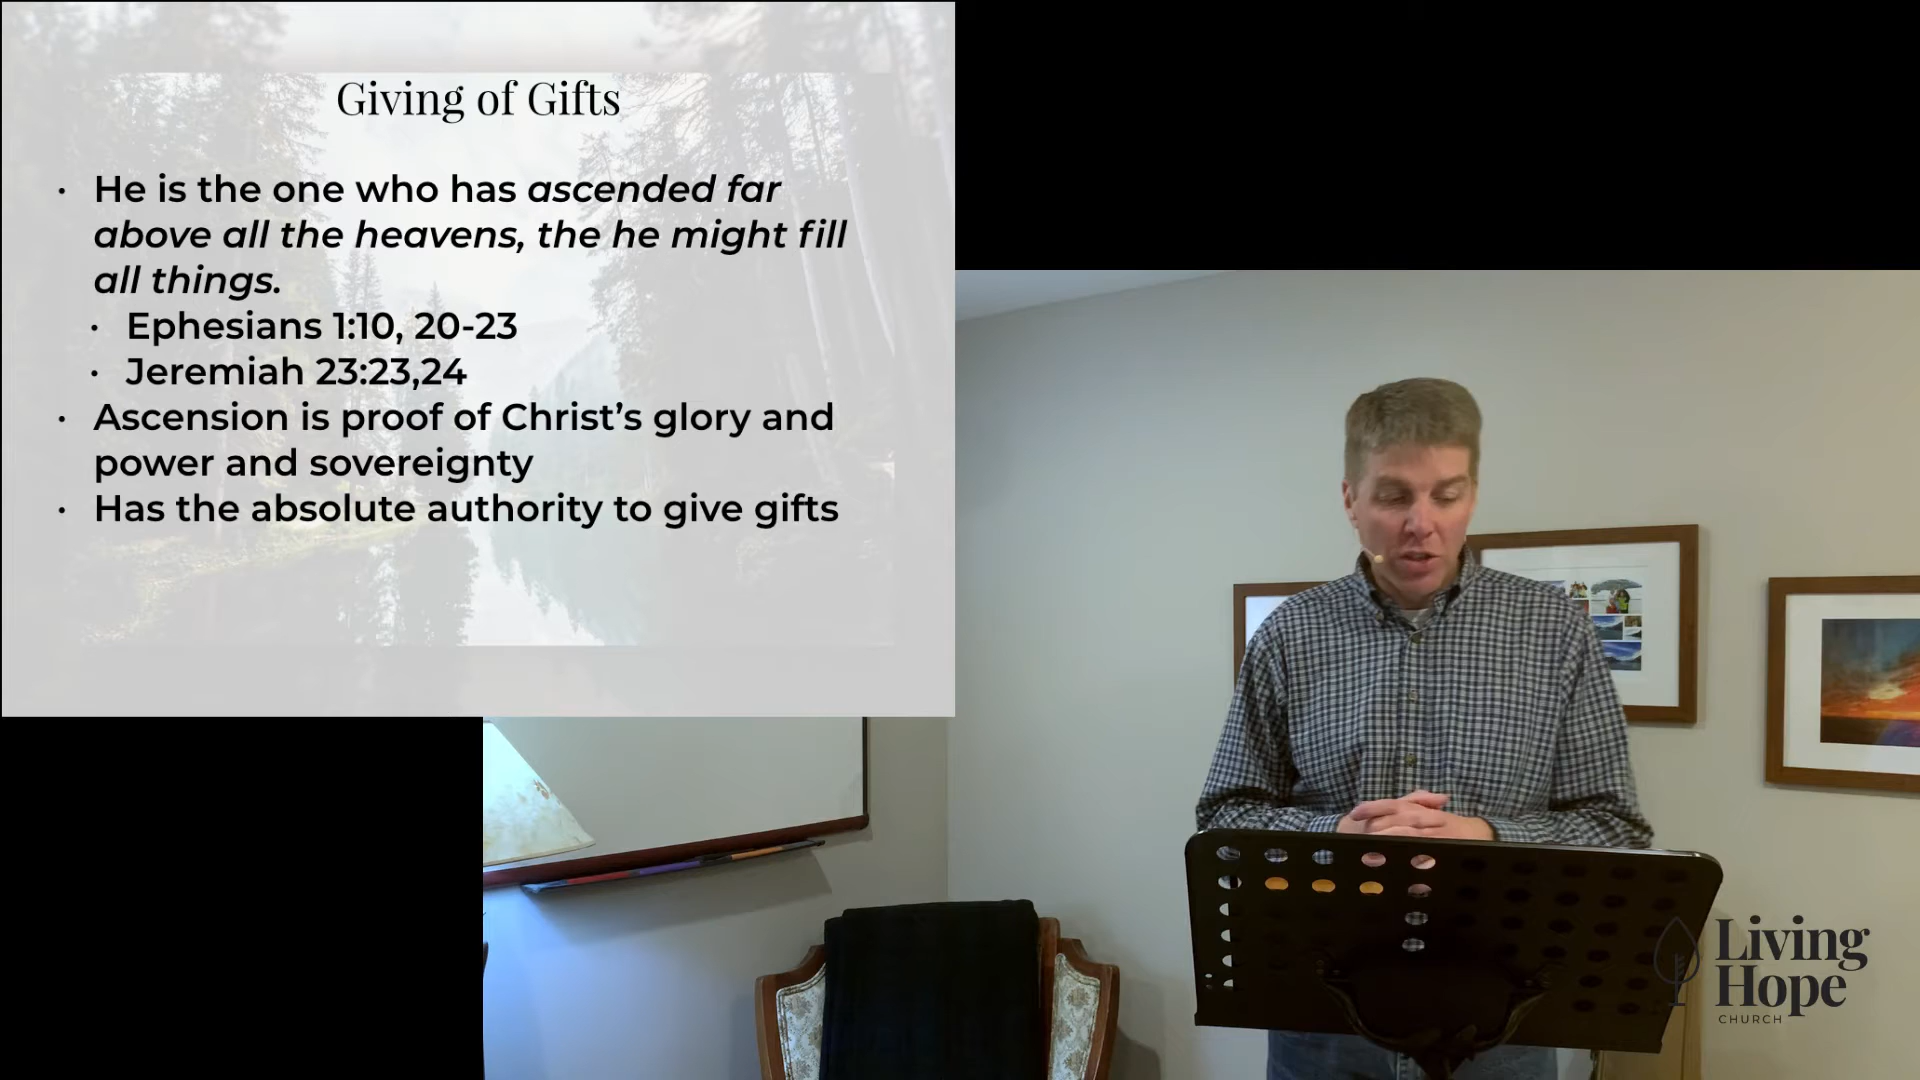 Giving of Gifts
• He is the one who has ascended far
above all the heavens, the he might fill
all things.
• Ephesians 1:10, 20-23
• Jeremiah 23:23,24
• Ascension is proof of Christ’s glory and
power and sovereignty
• Has the absolute authority to give gifts
Living
Hope
CHURCH